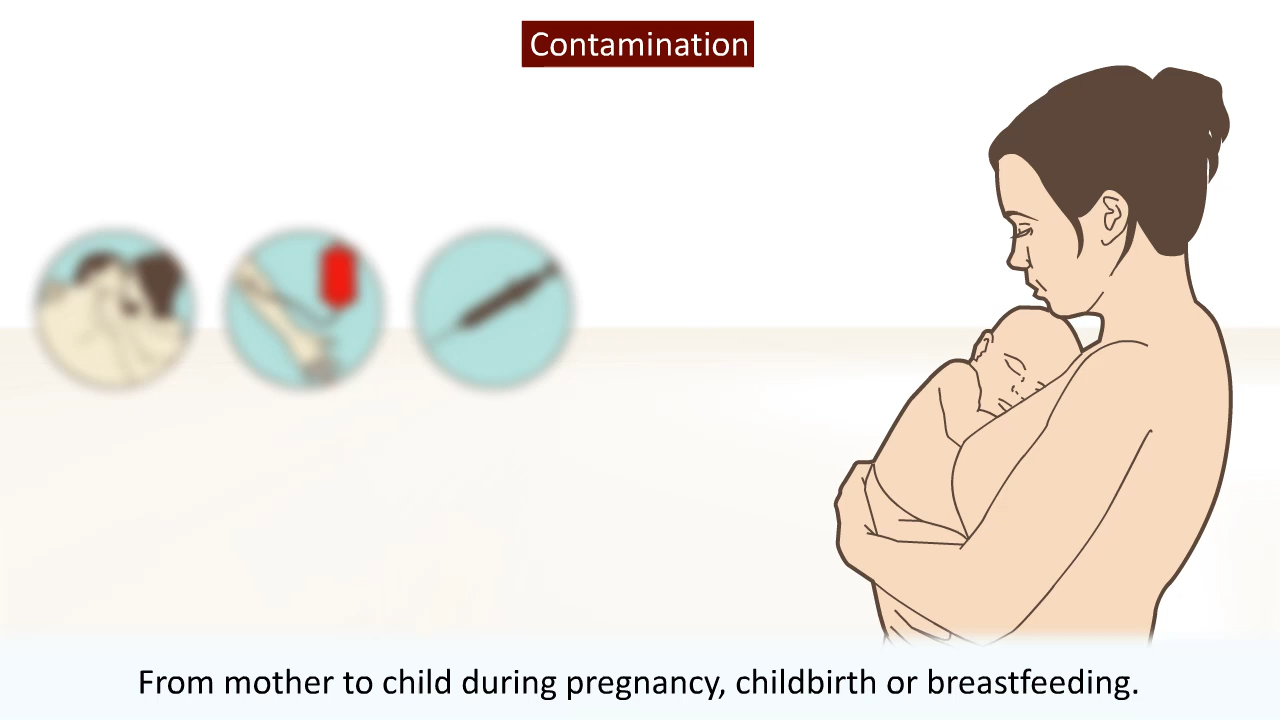 Contamination
From mother to child during pregnancy, childbirth or breastfeeding.